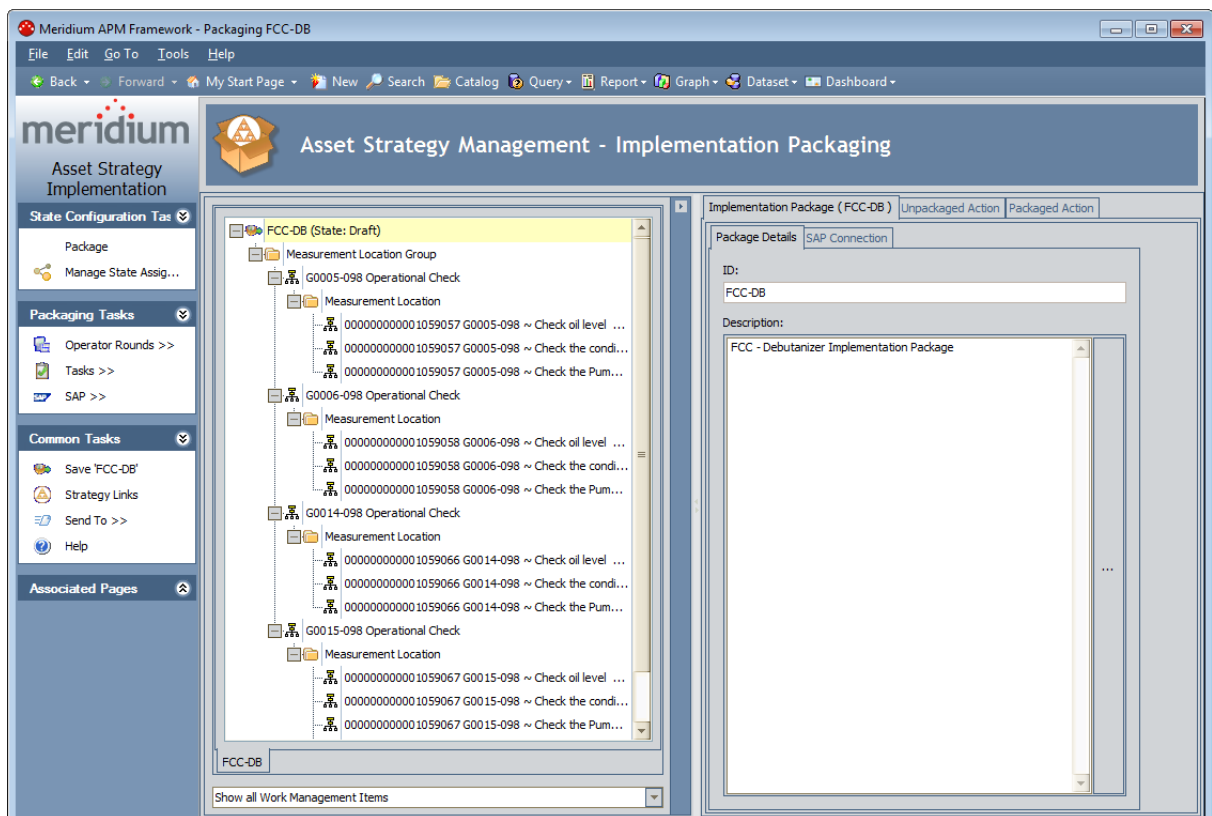 Meridium APM Framework - Packaging FCC-DB
File Edit Go To Tools Help
Back Forward My Start Page New Search Catalog Query Report Graph Dataset Dashboard
meridium
Asset Strategy
Implementation
Asset Strategy Management - Implementation Packaging
State Configuration Tas
Package
Manage State Assig...
Packaging Tasks
Operator Rounds >>
Tasks >>
SAP
SAP >>
Common Tasks
Save 'FCC-DB'
Strategy Links
Send To >>
Help
Associated Pages
FCC-DB (State: Draft)
Measurement Location Group
G0005-098 Operational Check
Measurement Location
000000000001059057 G0005-098 ~ Check oil level ...
000000000001059057 G0005-098 ~ Check the condi...
000000000001059057 G0005-098 ~ Check the Pum...
G0006-098 Operational Check
Measurement Location
000000000001059058 G0006-098 ~ Check oil level ...
000000000001059058 G0006-098 ~ Check the condi...
000000000001059058 G0006-098 ~ Check the Pum...
G0014-098 Operational Check
Measurement Location
000000000001059066 G0014-098 ~ Check oil level ...
000000000001059066 G0014-098 ~ Check the condi...
000000000001059066 G0014-098 ~ Check the Pum...
G0015-098 Operational Check
Measurement Location
000000000001059067 G0015-098 ~ Check oil level ...
000000000001059067 G0015-098 ~ Check the condi...
000000000001059067 G0015-098 ~ Check the Pum...
FCC-DB
Show all Work Management Items
Implementation Package ( FCC-DB ) Unpackaged Action Packaged Action
Package Details SAP Connection
ID:
FCC-DB
Description:
FCC - Debutanizer Implementation Package
...